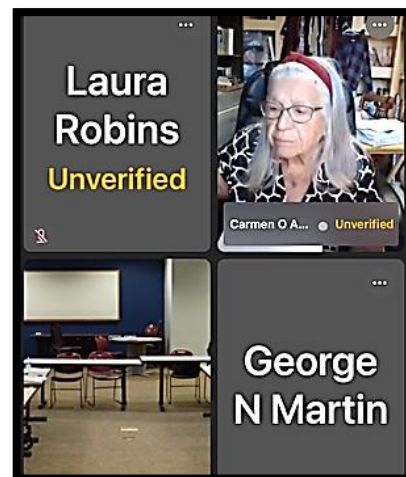 Laura
Robins
Unverified
Carmen O A... Unverified
George
N Martin